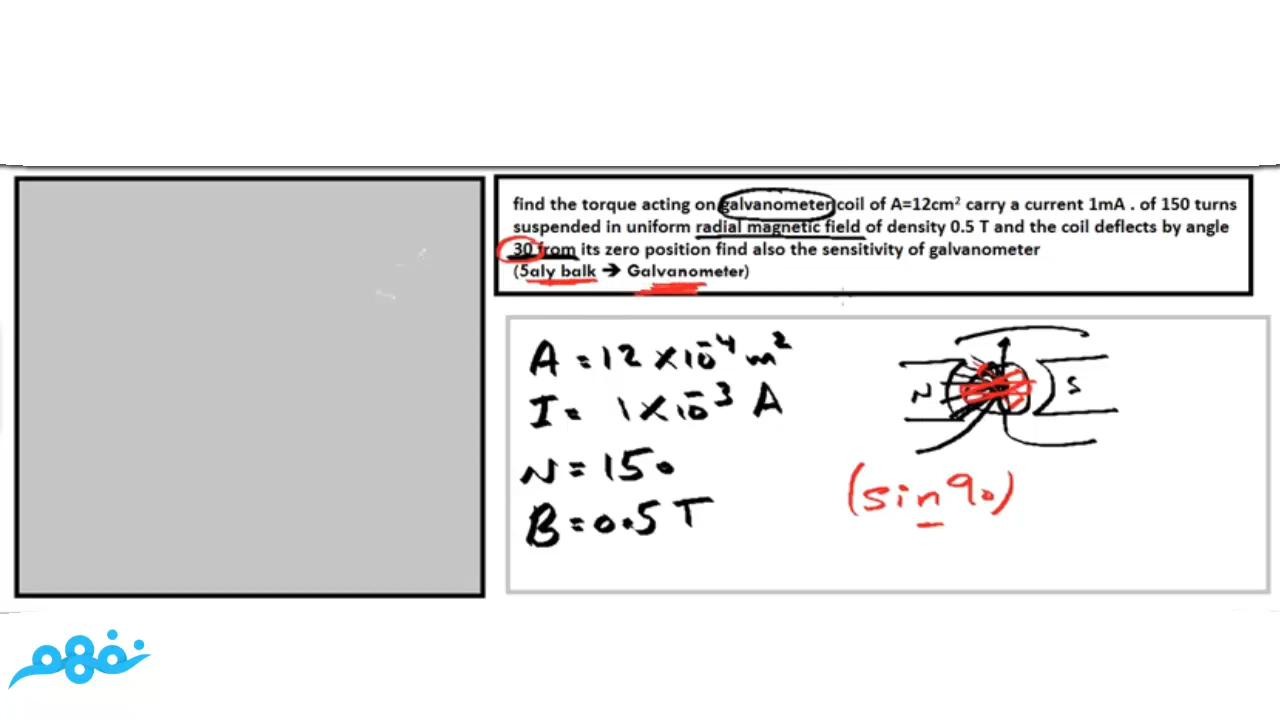 find the torque acting on galvanometer coil of A=12cm² carry a current 1mA . of 150 turns
suspended in uniform radial magnetic field of density 0.5 T and the coil deflects by angle
30 from its zero position find also the sensitivity of galvanometer
(5aly balk → Galvanometer)
A = 12 × 10⁻⁴ m²
I = 1 × 10⁻³ A
N = 150
B = 0.5 T
N S
(sin 90)
نفهم